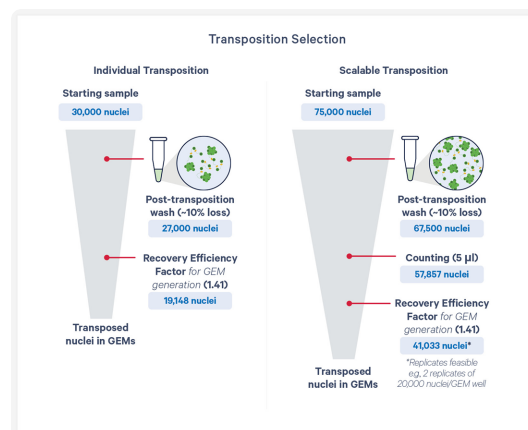 Transposition Selection
Individual Transposition
Starting sample
30,000 nuclei
Post-transposition
wash (~10% loss)
27,000 nuclei
Recovery Efficiency
Factor for GEM
generation (1.41)
19,148 nuclei
Transposed
nuclei in GEMs
Scalable Transposition
Starting sample
75,000 nuclei
Post-transposition
wash (~10% loss)
67,500 nuclei
Counting (5 µl)
57,857 nuclei
Recovery Efficiency
Factor for GEM
generation (1.41)
41,033 nuclei*
*Replicates feasible
eg, 2 replicates of
20,000 nuclei/GEM well
Transposed
nuclei in GEMs